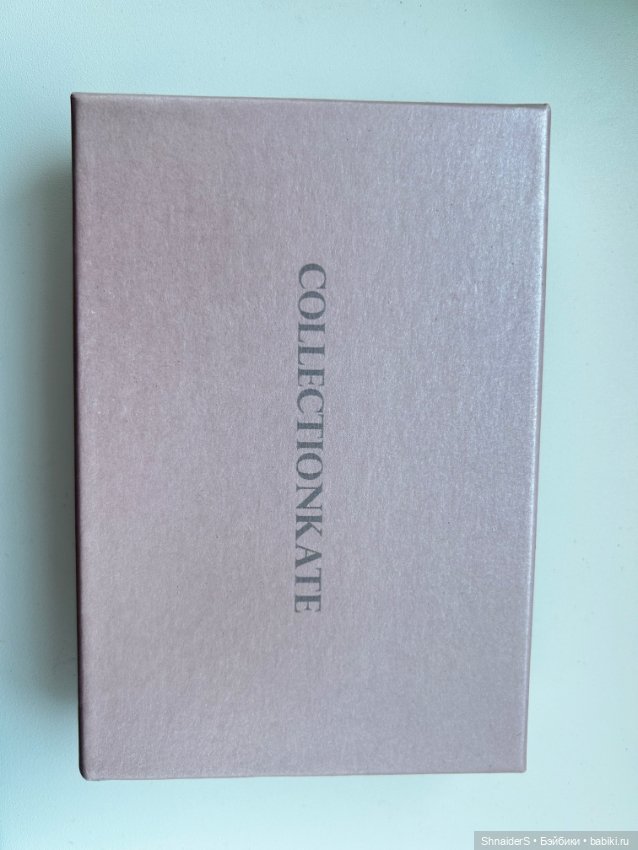 COLLECTIONKATE
ShnaiderS • Бэйбики • babiki.ru